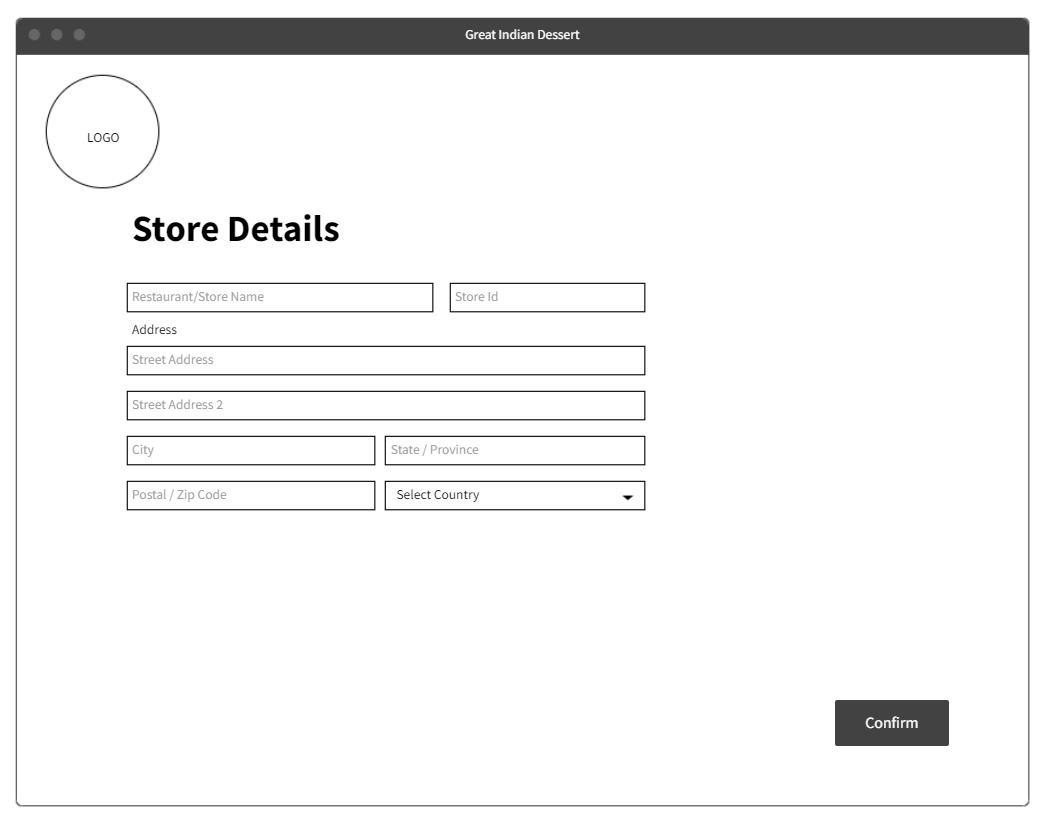 Great Indian Dessert
LOGO
Store Details
Restaurant/Store Name
Store Id
Address
Street Address
Street Address 2
City
State / Province
Postal / Zip Code
Select Country
Confirm